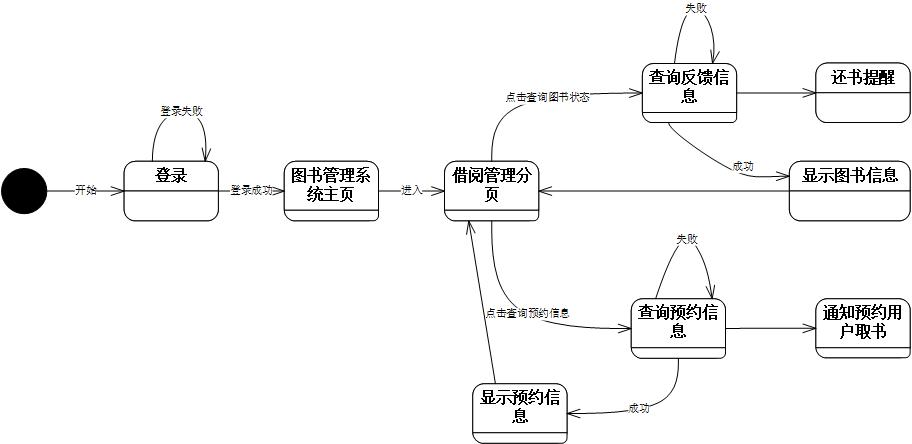 失败
查询反馈信
息
还书提醒
点击查询图书状态
登录失败
成功
开始
登录
登录成功
图书管理系
统主页
进入
借阅管理分
页
显示图书信息
失败
点击查询预约信息
查询预约信
息
通知预约用
户取书
显示预约信
息
成功